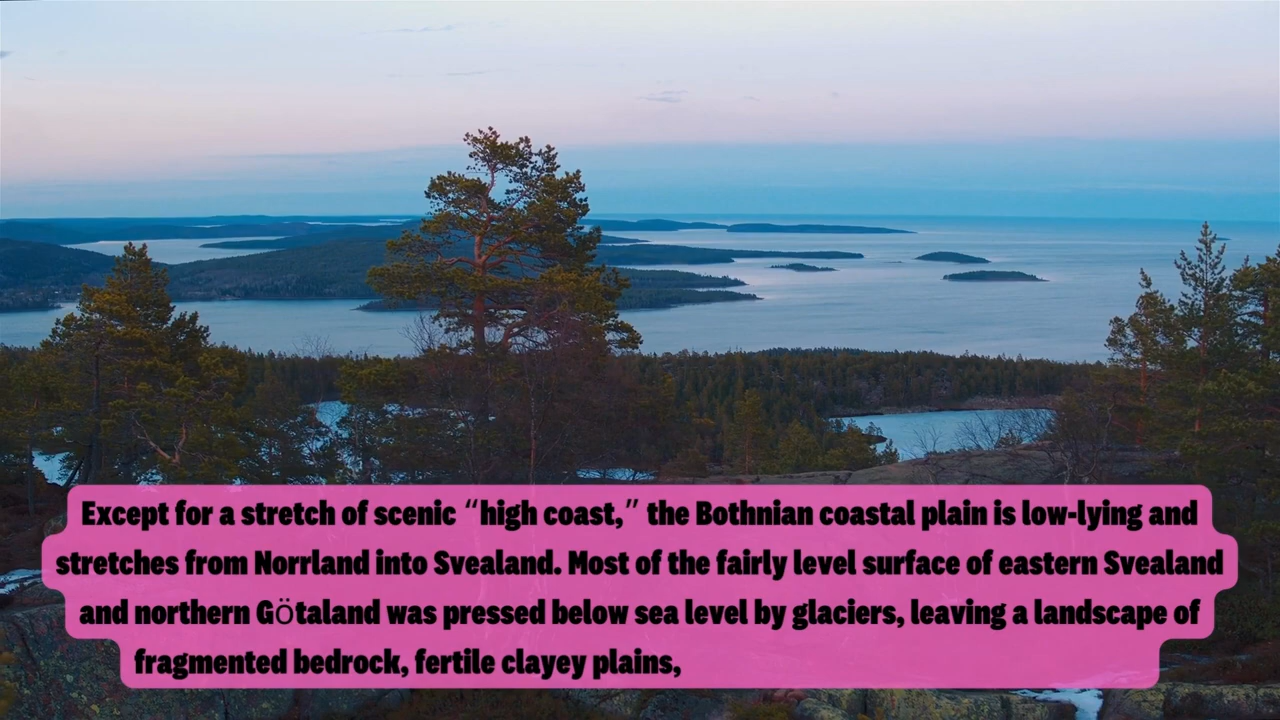 Except for a stretch of scenic “high coast,” the Bothnian coastal plain is low-lying and
stretches from Norrland into Svealand. Most of the fairly level surface of eastern Svealand
and northern Götaland was pressed below sea level by glaciers, leaving a landscape of
fragmented bedrock, fertile clayey plains,